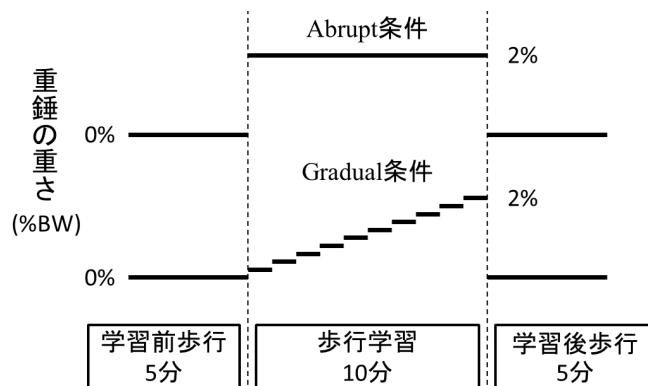 Abrupt条件
2%
重錘の重さ
(%BW)
0%
Gradual条件
2%
0%
学習前歩行
5分
歩行学習
10分
学習後歩行
5分